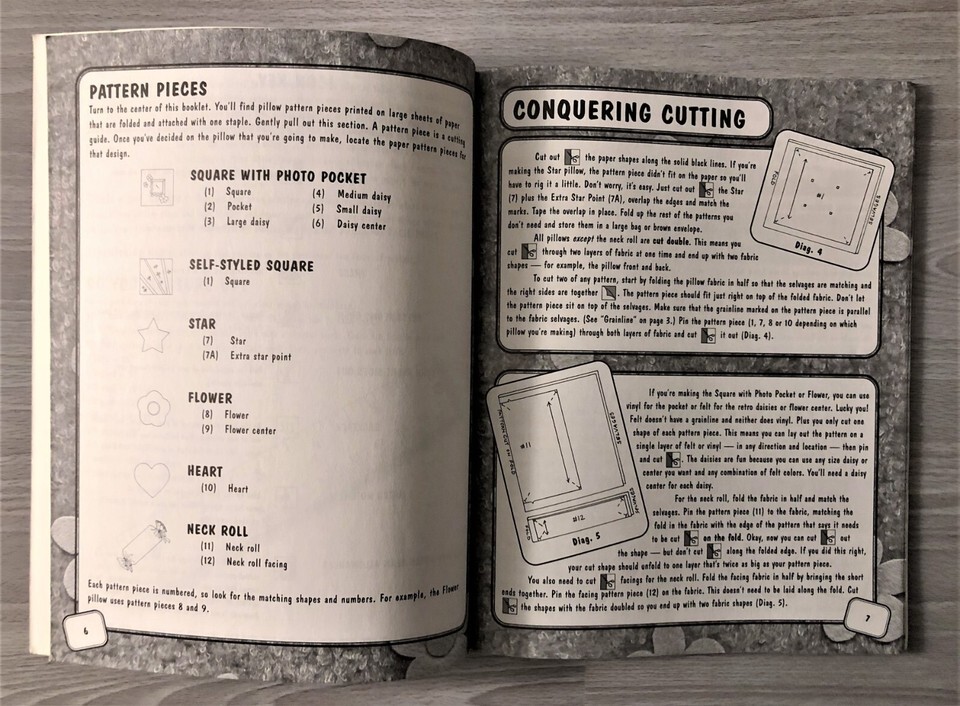 PATTERN PIECES
Turn to the center of this booklet. You'll find pillow pattern pieces printed on large sheets of paper
that are folded and attached with one staple. Gently pull out this section. A pattern piece is a cutting
guide. Once you've decided on the pillow that you're going to make, locate the paper pattern pieces for
that design.
SQUARE WITH PHOTO POCKET
(1) Square (4) Medium daisy
(2) Pocket (5) Small daisy
(3) Large daisy (6) Daisy center
SELF-STYLED SQUARE
(1) Square
STAR
(7) Star
(7A) Extra star point
FLOWER
(8) Flower
(9) Flower center
HEART
(10) Heart
NECK ROLL
(11) Neck roll
(12) Neck roll facing
Each pattern piece is numbered, so look for the matching shapes and numbers. For example, the Flower
pillow uses pattern pieces 8 and 9.
6
CONQUERING CUTTING
Cut out the paper shapes along the solid black lines. If you're
making the Star pillow, the pattern piece didn't fit on the paper so you'll
have to rig it a little. Don't worry, it's easy. Just cut out the Star
(7) plus the Extra Star Point (7A), overlap the edges and match the
marks. Tape the overlap in place. Fold up the rest of the patterns you
don't need and store them in a large bag or brown envelope.
All pillows except the neck roll are cut double. This means you
cut through two layers of fabric at one time and end up with two fabric
shapes — for example, the pillow front and back.
To cut two of any pattern, start by folding the pillow fabric in half so that the selvages are matching and
the right sides are together . The pattern piece should fit just right on top of the folded fabric. Don't let
the pattern piece sit on top of the selvages. Make sure that the grainline marked on the pattern piece is parallel
to the fabric selvages. (See "Grainline" on page 3.) Pin the pattern piece (1, 7, 8 or 10 depending on which
pillow you're making) through both layers of fabric and cut it out (Diag. 4).
FOLD
#1
SELVAGES
Diag. 4
If you're making the Square with Photo Pocket or Flower, you can use
vinyl for the pocket or felt for the retro daisies or flower center. Lucky you!
Felt doesn't have a grainline and neither does vinyl. Plus you only cut one
shape of each pattern piece. This means you can lay out the pattern on a
single layer of felt or vinyl — in any direction and location — then pin
and cut . The daisies are fun because you can use any size daisy or
center you want and any combination of felt colors. You'll need a daisy
center for each daisy.
For the neck roll, fold the fabric in half and match the
selvages. Pin the pattern piece (11) to the fabric, matching the
fold in the fabric with the edge of the pattern that says it needs
to be cut on the fold. Okay, now you can cut out
the shape — but don't cut along the folded edge. If you did this right,
your cut shape should unfold to one layer that's twice as big as your pattern piece.
You also need to cut facings for the neck roll. Fold the facing fabric in half by bringing the short
ends together. Pin the facing pattern piece (12) on the fabric. This doesn't need to be laid along the fold. Cut
the shapes with the fabric doubled so you end up with two fabric shapes (Diag. 5).
#11
SELVAGES
#12
FOLD
SELVAGES
Diag. 5
7